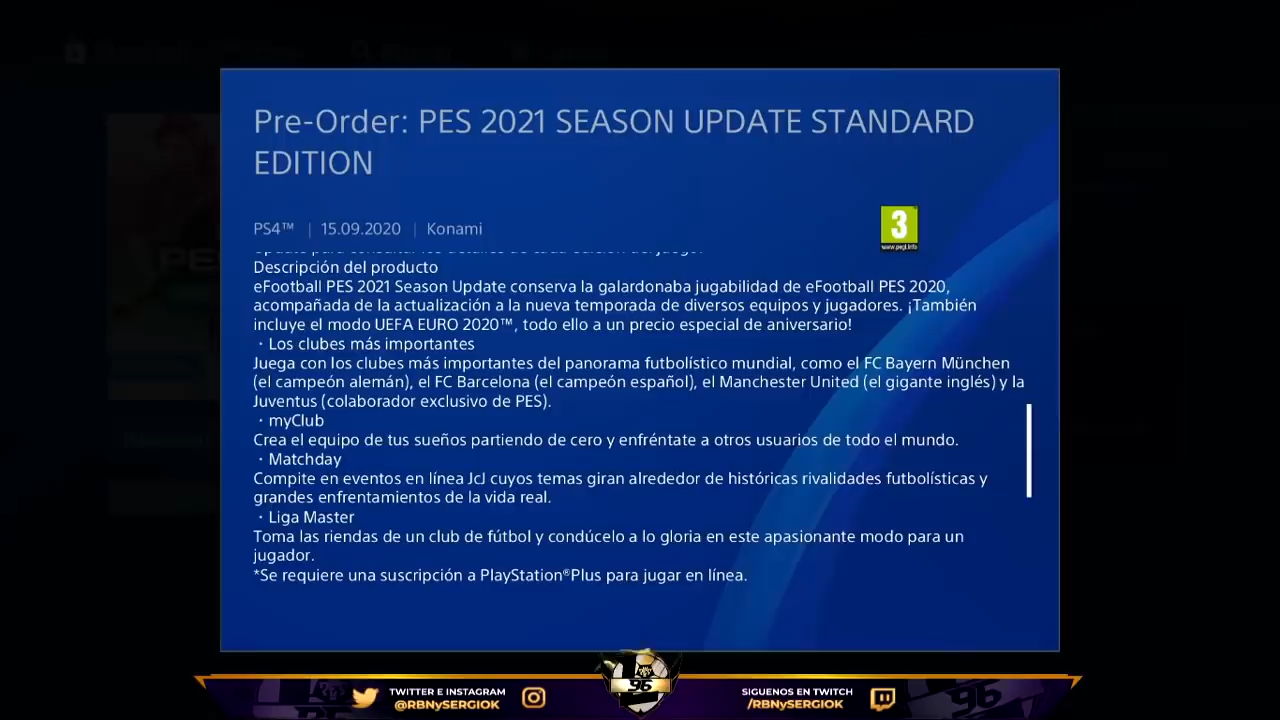 Pre-Order: PES 2021 SEASON UPDATE STANDARD
EDITION
PS4™ | 15.09.2020 | Konami
3
www.pegi.info
Descripción del producto
eFootball PES 2021 Season Update conserva la galardonaba jugabilidad de eFootball PES 2020,
acompañada de la actualización a la nueva temporada de diversos equipos y jugadores. ¡También
incluye el modo UEFA EURO 2020™, todo ello a un precio especial de aniversario!
・Los clubes más importantes
Juega con los clubes más importantes del panorama futbolístico mundial, como el FC Bayern München
(el campeón alemán), el FC Barcelona (el campeón español), el Manchester United (el gigante inglés) y la
Juventus (colaborador exclusivo de PES).
・myClub
Crea el equipo de tus sueños partiendo de cero y enfréntate a otros usuarios de todo el mundo.
・Matchday
Compite en eventos en línea JcJ cuyos temas giran alrededor de históricas rivalidades futbolísticas y
grandes enfrentamientos de la vida real.
・Liga Master
Toma las riendas de un club de fútbol y condúcelo a lo gloria en este apasionante modo para un
jugador.
*Se requiere una suscripción a PlayStation®Plus para jugar en línea.
TWITTER E INSTAGRAM
@RBNySERGIOK
96
SIGUENOS EN TWITCH
/RBNySERGIOK
96